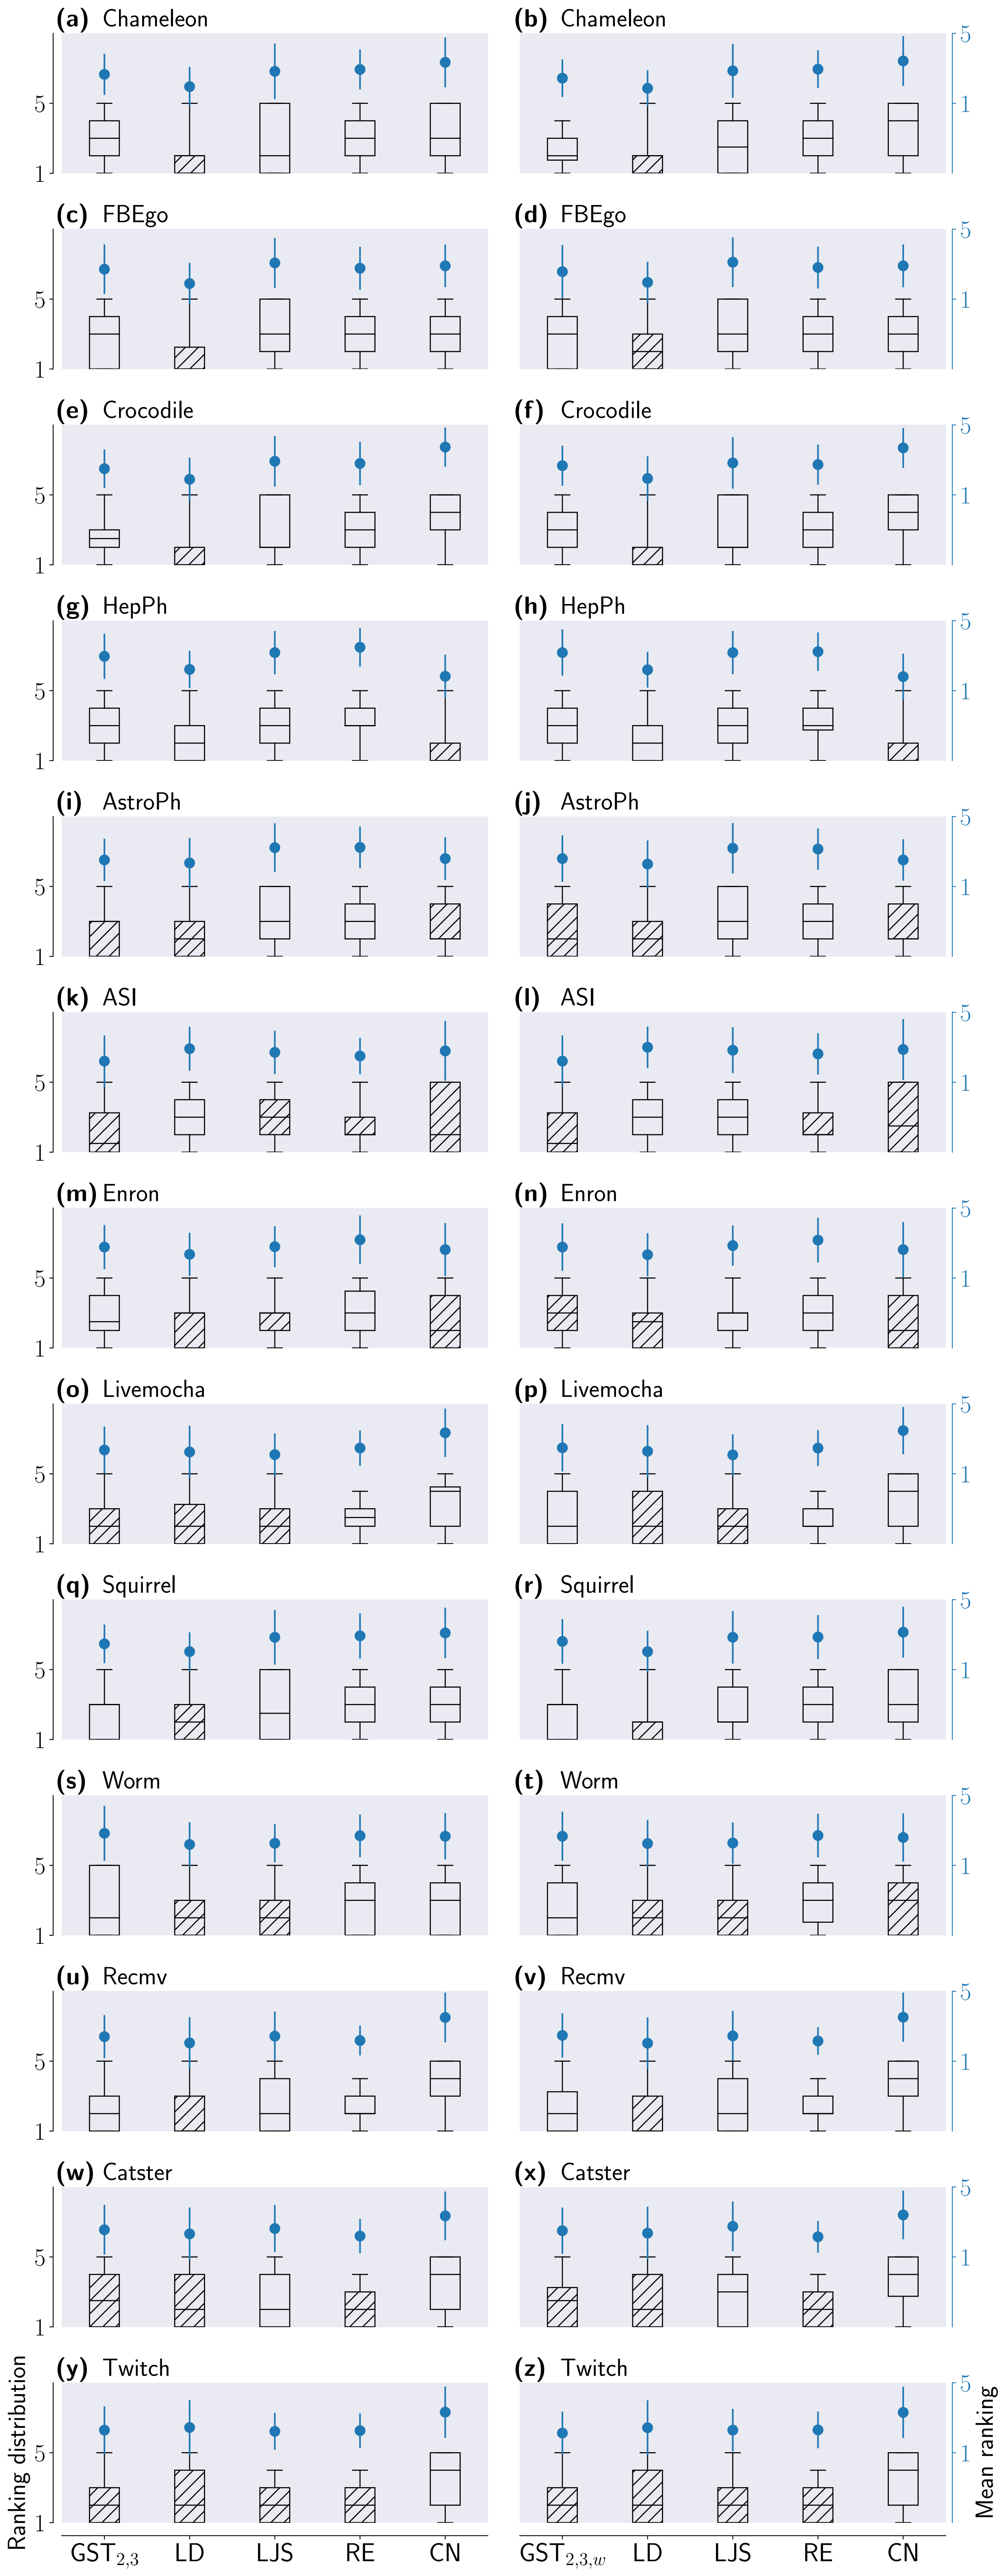 (a) Chameleon (b) Chameleon
5 5
5 1
1
(c) FBEgo (d) FBEgo
5 5
5 1
1
(e) Crocodile (f) Crocodile
5
5 1
1
(g) HepPh (h) HepPh
5
5 1
1
(i) AstroPh (j) AstroPh
5
5 1
1
(k) ASI (l) ASI
5
5 1
1
(m) Enron (n) Enron
5
5 1
1
(o) Livemocha (p) Livemocha
5
5 1
1
(q) Squirrel (r) Squirrel
5
5 1
1
(s) Worm (t) Worm
5
5 1
1
(u) Recmv (v) Recmv
5
5 1
1
(w) Catster (x) Catster
5
5 1
1
(y) Twitch (z) Twitch
5
5 1
1
Ranking distribution
Mean ranking
GST2,3 LD LJS RE CN GST2,3,w LD LJS RE CN